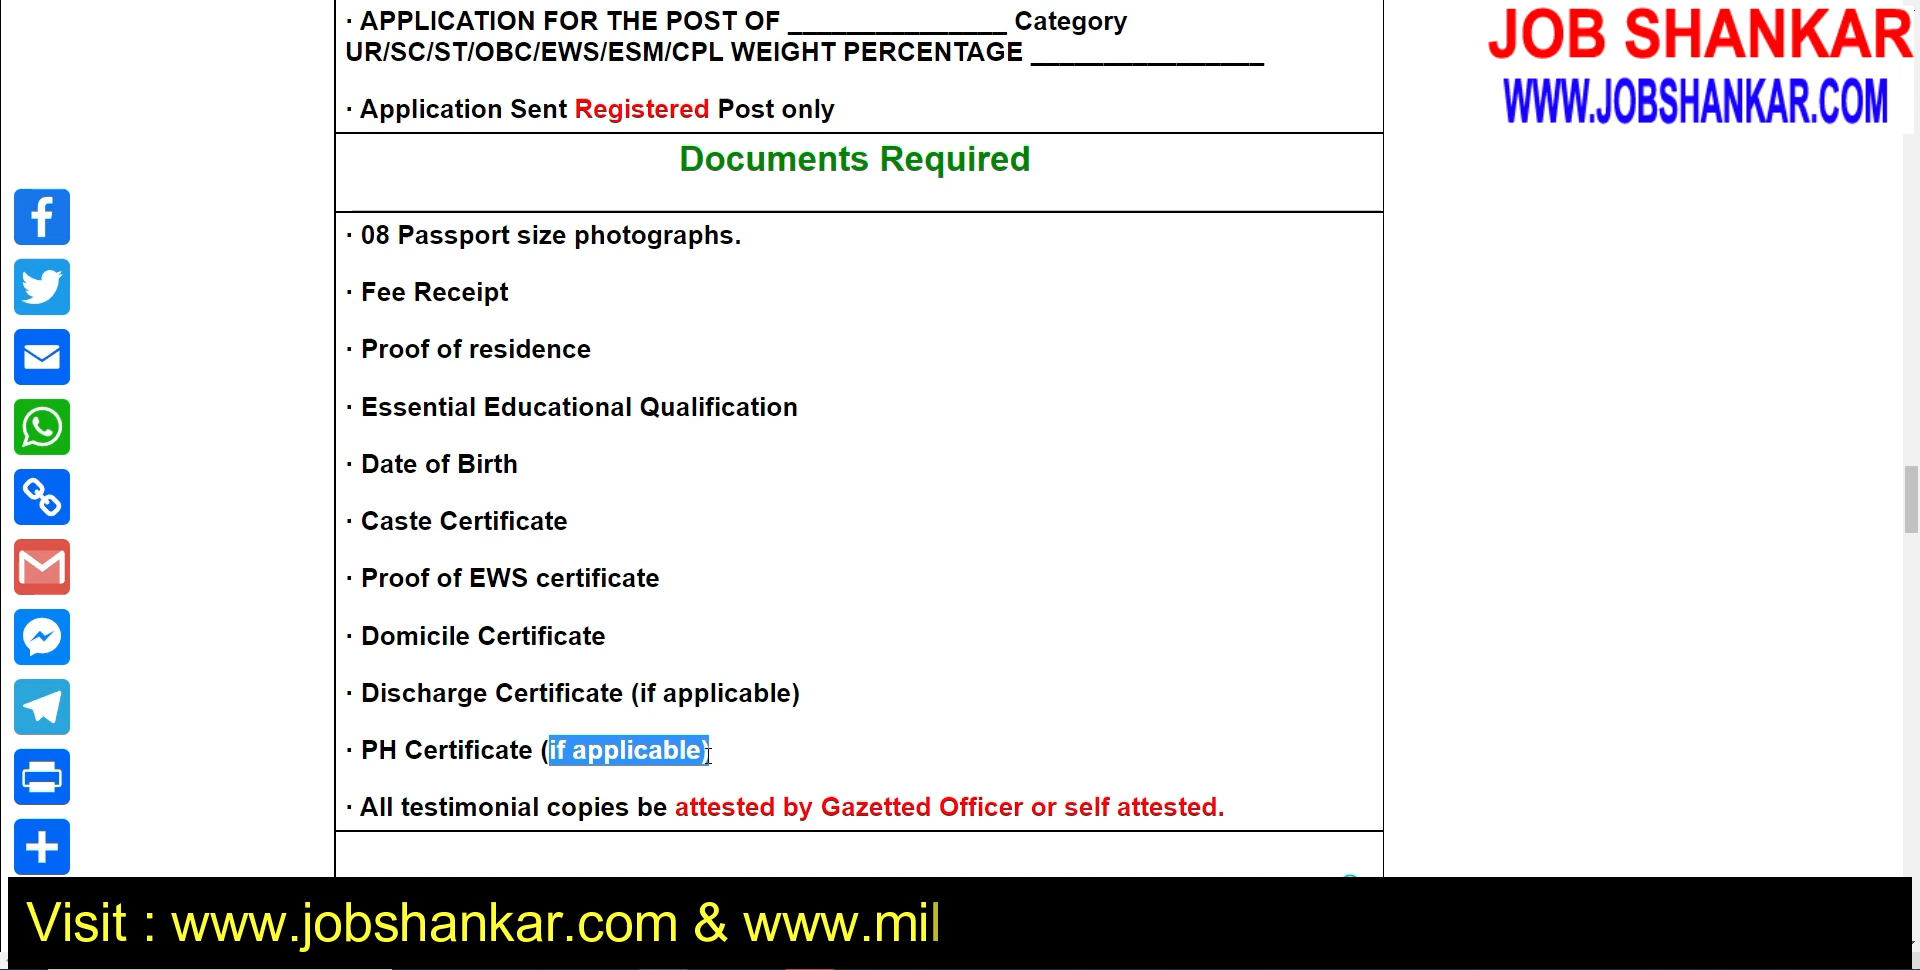 · APPLICATION FOR THE POST OF _______________ Category
UR/SC/ST/OBC/EWS/ESM/CPL WEIGHT PERCENTAGE ________________
· Application Sent Registered Post only
JOB SHANKAR
WWW.JOBSHANKAR.COM
Documents Required
· 08 Passport size photographs.
· Fee Receipt
· Proof of residence
· Essential Educational Qualification
· Date of Birth
· Caste Certificate
· Proof of EWS certificate
· Domicile Certificate
· Discharge Certificate (if applicable)
· PH Certificate (if applicable)
· All testimonial copies be attested by Gazetted Officer or self attested.
Visit : www.jobshankar.com & www.mil